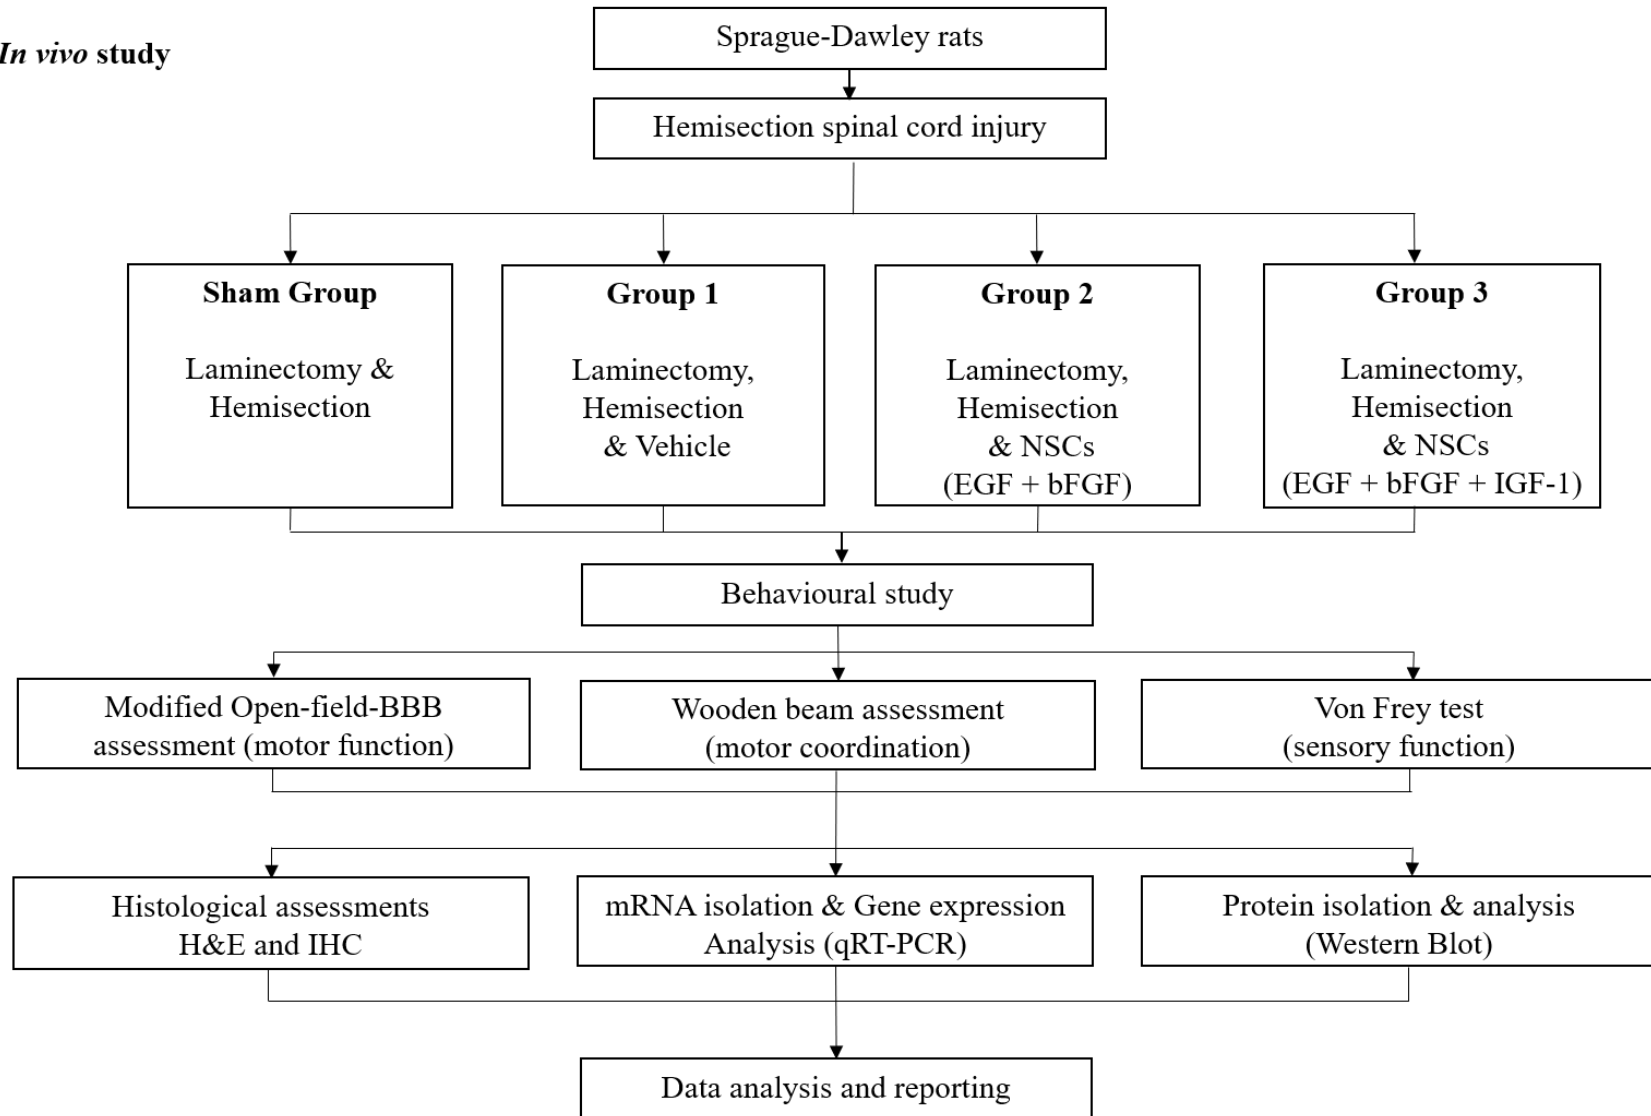 In vivo study
Sprague-Dawley rats
Hemisection spinal cord injury
Sham Group
Laminectomy &
Hemisection
Group 1
Laminectomy,
Hemisection
& Vehicle
Group 2
Laminectomy,
Hemisection
& NSCs
(EGF + bFGF)
Group 3
Laminectomy,
Hemisection
& NSCs
(EGF + bFGF + IGF-1)
Behavioural study
Modified Open-field-BBB
assessment (motor function)
Wooden beam assessment
(motor coordination)
Von Frey test
(sensory function)
Histological assessments
H&E and IHC
mRNA isolation & Gene expression
Analysis (qRT-PCR)
Protein isolation & analysis
(Western Blot)
Data analysis and reporting